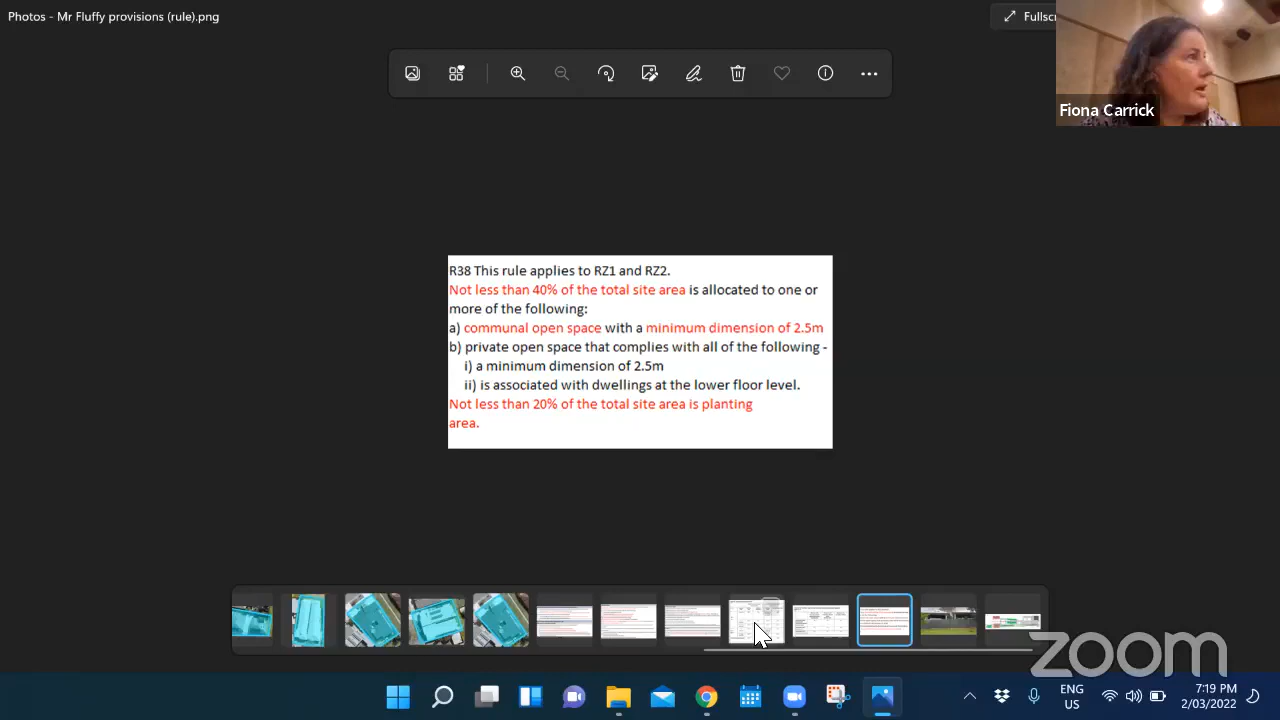 Photos - Mr Fluffy provisions (rule).png
Fullscr
Fiona Carrick
R38 This rule applies to RZ1 and RZ2.
Not less than 40% of the total site area is allocated to one or
more of the following:
a) communal open space with a minimum dimension of 2.5m
b) private open space that complies with all of the following -
i) a minimum dimension of 2.5m
ii) is associated with dwellings at the lower floor level.
Not less than 20% of the total site area is planting
area.
zoom
ENG
US
7:19 PM
2/03/2022